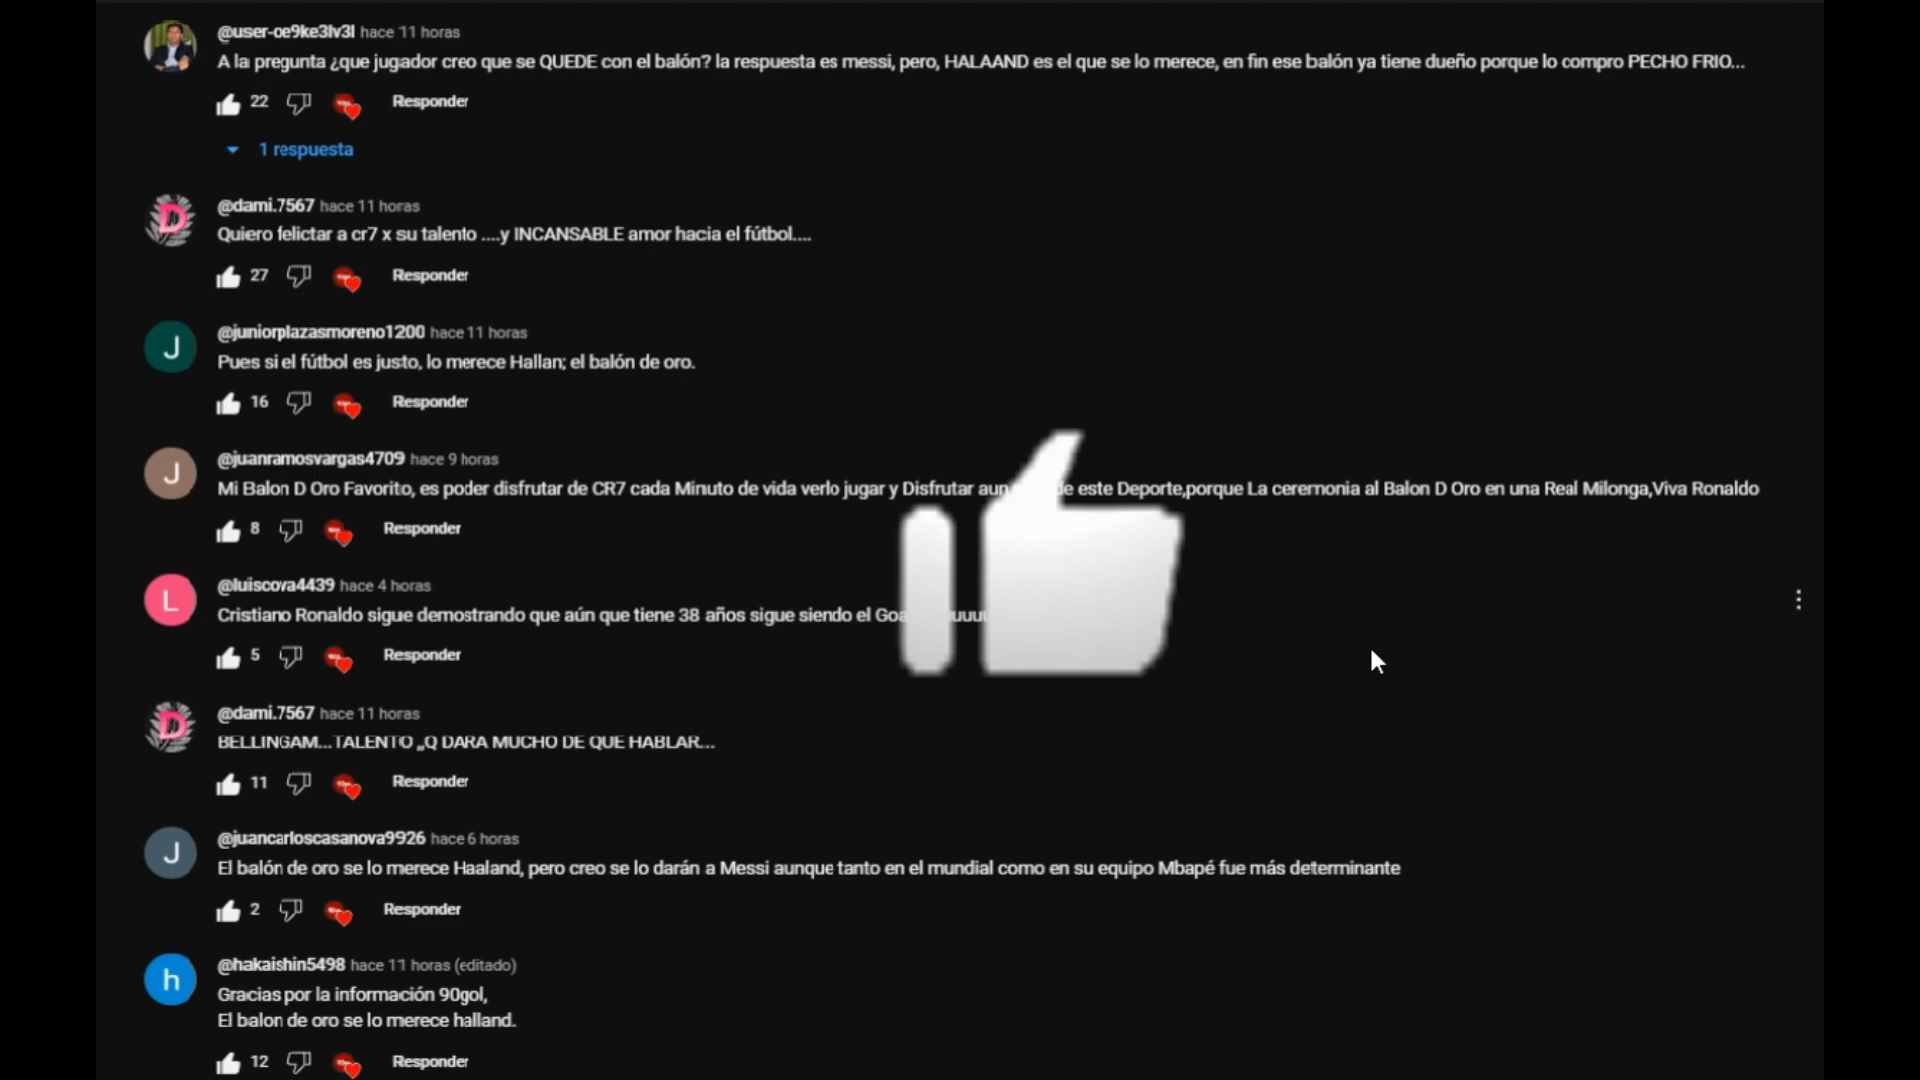 @user-oe9ke3lv3l hace 11 horas
A la pregunta ¿que jugador creo que se QUEDE con el balón? la respuesta es messi, pero, HALAAND es el que se lo merece, en fin ese balón ya tiene dueño porque lo compro PECHO FRIO...
22 Responder
1 respuesta
D
@dami.7567 hace 11 horas
Quiero felictar a cr7 x su talento ....y INCANSABLE amor hacia el fútbol....
27 Responder
J
@juniorplazasmoreno1200 hace 11 horas
Pues si el fútbol es justo, lo merece Hallan; el balón de oro.
16 Responder
J
@juanramosvargas4709 hace 9 horas
Mi Balon D Oro Favorito, es poder disfrutar de CR7 cada Minuto de vida verlo jugar y Disfrutar aun de este Deporte,porque La ceremonia al Balon D Oro en una Real Milonga,Viva Ronaldo
8 Responder
L
@luiscova4439 hace 4 horas
Cristiano Ronaldo sigue demostrando que aún que tiene 38 años sigue siendo el
5 Responder
D
@dami.7567 hace 11 horas
BELLINGAM...TALENTO ,,Q DARA MUCHO DE QUE HABLAR...
11 Responder
J
@juancarloscasanova9926 hace 6 horas
El balón de oro se lo merece Haaland, pero creo se lo darán a Messi aunque tanto en el mundial como en su equipo Mbapé fue más determinante
2 Responder
h
@hakaishin5498 hace 11 horas (editado)
Gracias por la información 90gol,
El balon de oro se lo merece halland.
12 Responder